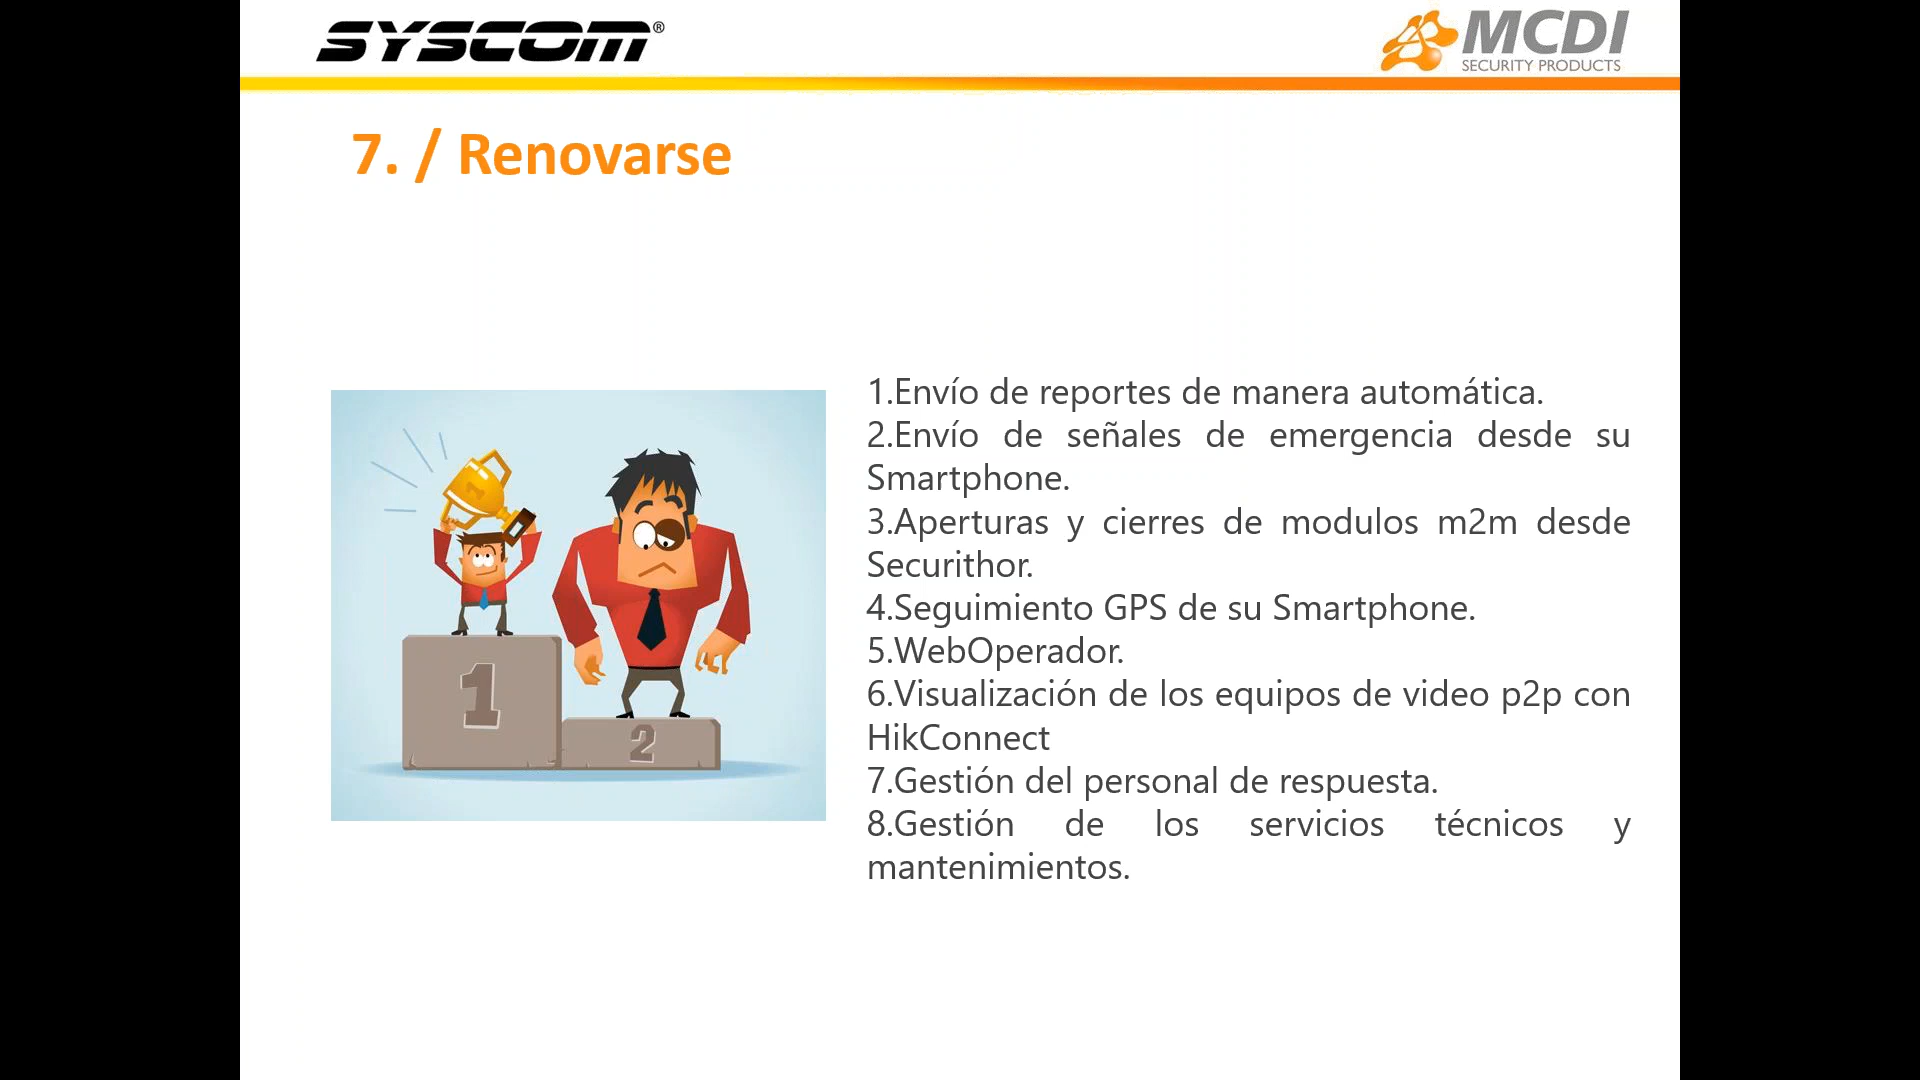 SYSCOM®
MCDI
SECURITY PRODUCTS
7. / Renovarse
1
1
2
1.Envío de reportes de manera automática.
2.Envío de señales de emergencia desde su
Smartphone.
3.Aperturas y cierres de modulos m2m desde
Securithor.
4.Seguimiento GPS de su Smartphone.
5.WebOperador.
6.Visualización de los equipos de video p2p con
HikConnect
7.Gestión del personal de respuesta.
8.Gestión de los servicios técnicos y
mantenimientos.